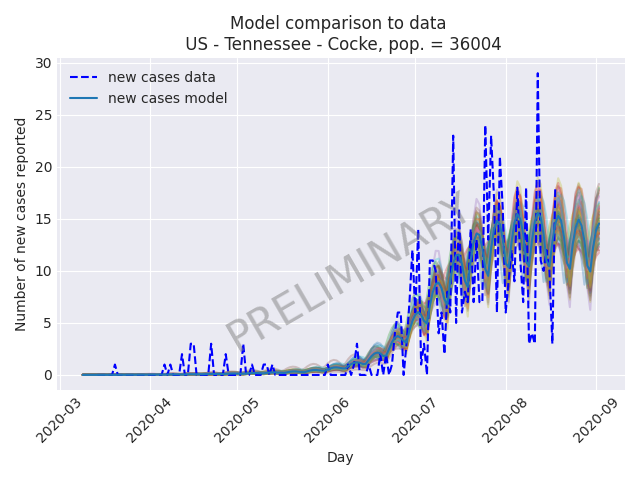 Model comparison to data
US - Tennessee - Cocke, pop. = 36004
new cases data
new cases model
PRELIMINARY
Number of new cases reported
30
25
20
15
10
5
0
2020-03
2020-04
2020-05
2020-06
2020-07
2020-08
2020-09
Day